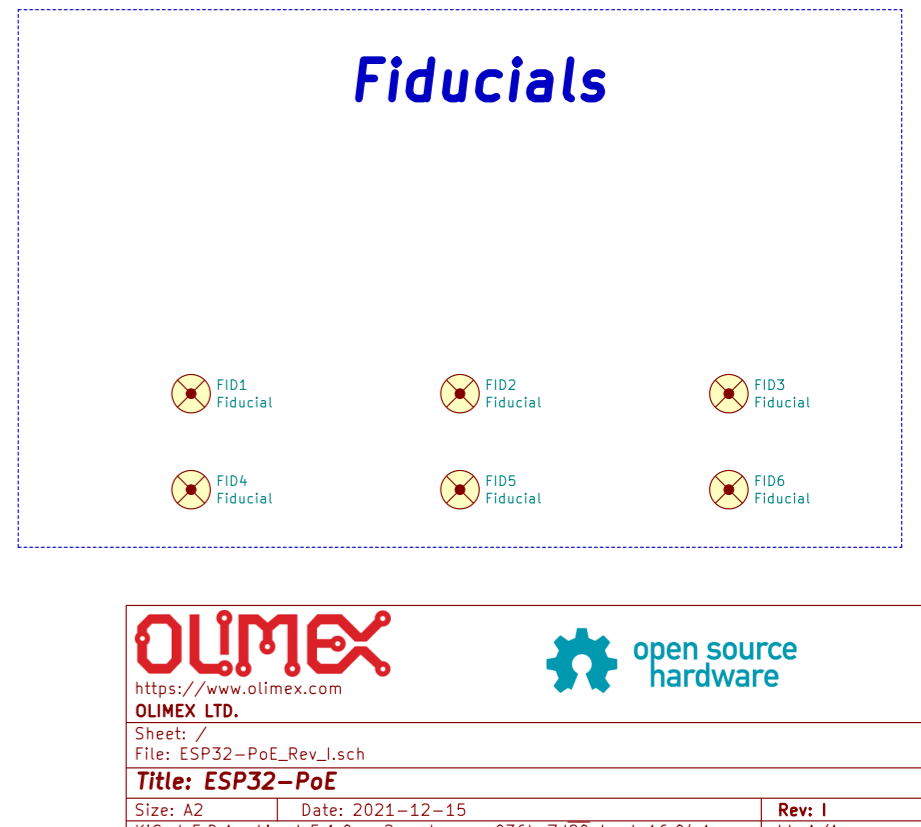 Fiducials
FID1
Fiducial
FID2
Fiducial
FID3
Fiducial
FID4
Fiducial
FID5
Fiducial
FID6
Fiducial
OLIMEX
open source
hardware
https://www.olimex.com
OLIMEX LTD.
Sheet: /
File: ESP32-PoE_Rev_I.sch
Title: ESP32-PoE
Size: A2
Date: 2021-12-15
Rev: I